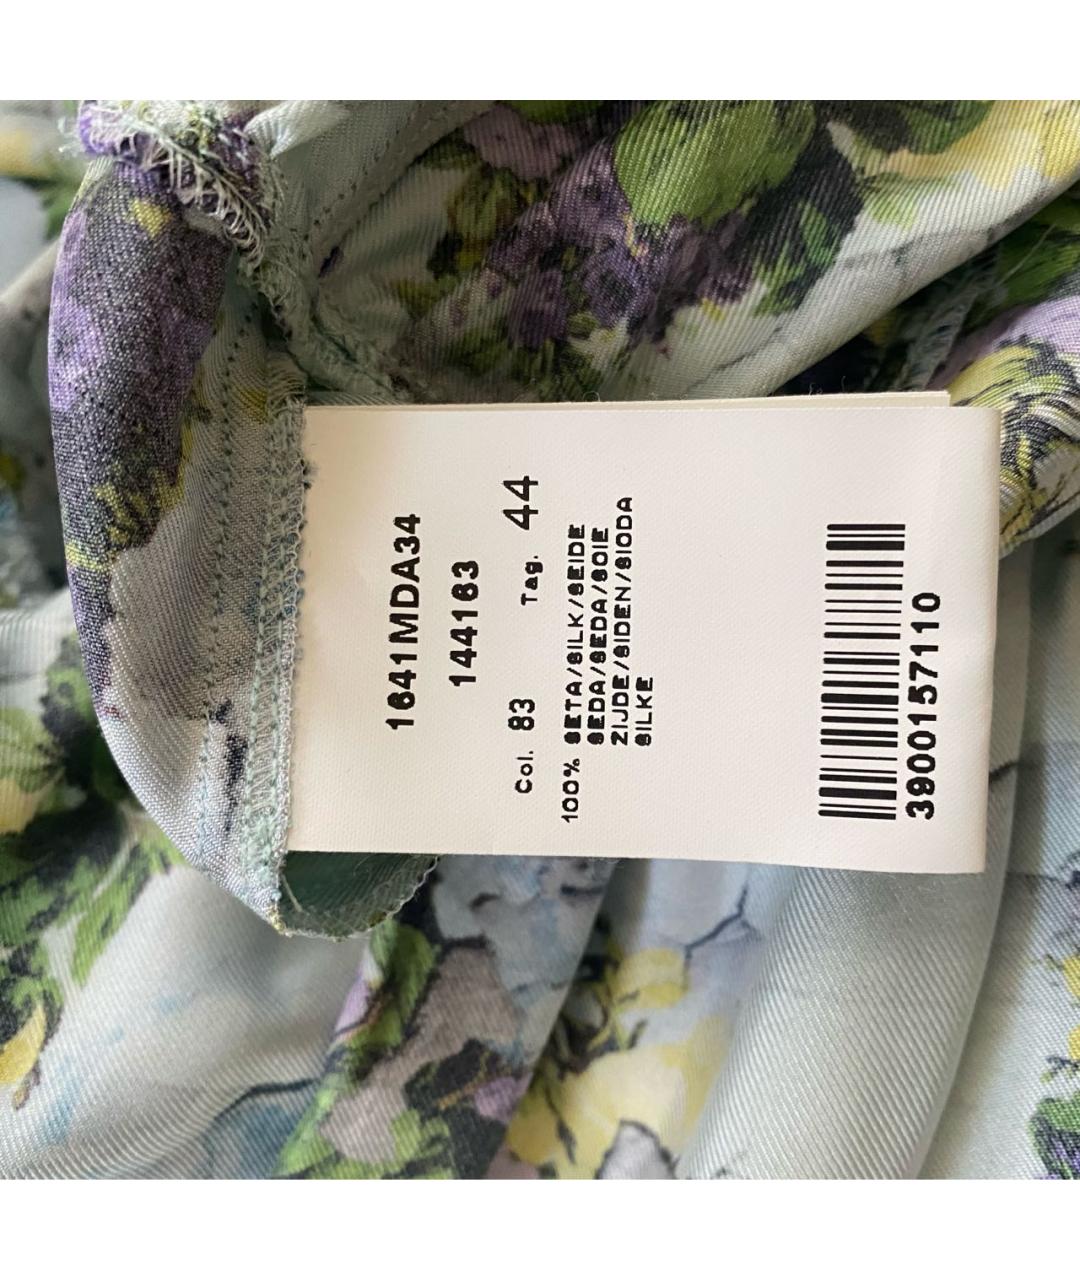 1641MDA34
144163
Col. 83 Tag. 44
100% SETA/SILK/SEIDE
SEDA/SEDA/SOIE
ZIJDE/SIDEN/SIODA
SILKE
3900157110